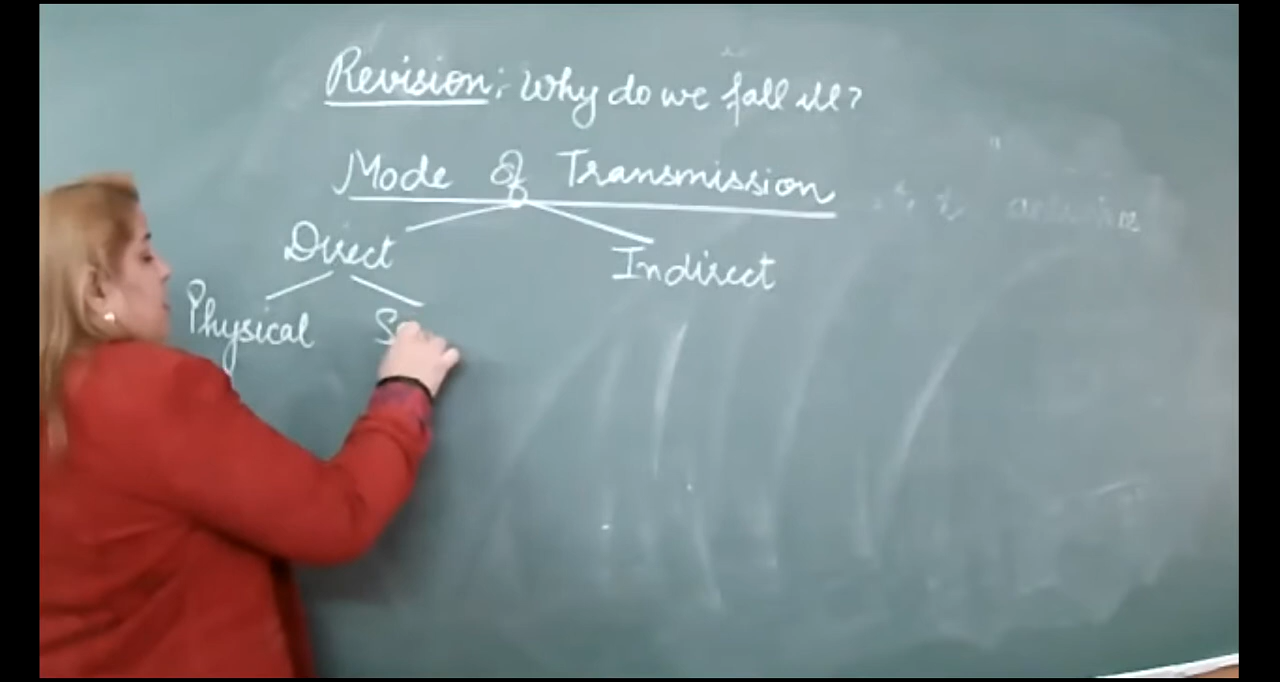 Revision: Why do we fall ill?
Mode of Transmission
Direct Indirect
Physical S